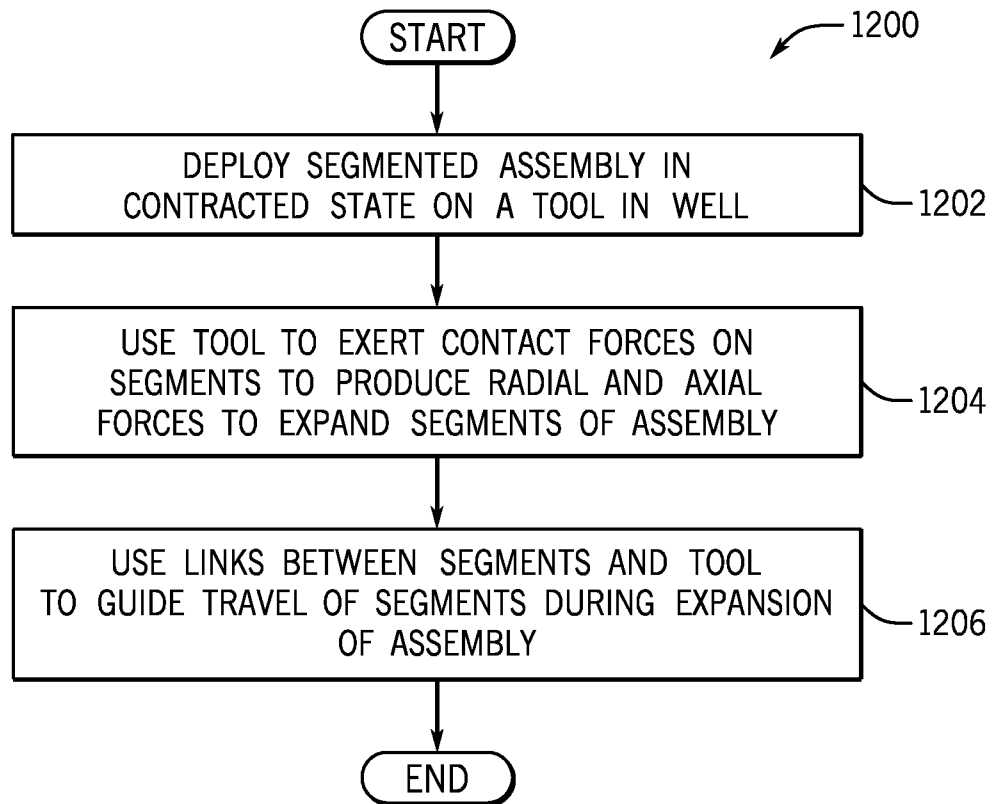 START
1200
DEPLOY SEGMENTED ASSEMBLY IN
CONTRACTED STATE ON A TOOL IN WELL
1202
USE TOOL TO EXERT CONTACT FORCES ON
SEGMENTS TO PRODUCE RADIAL AND AXIAL
FORCES TO EXPAND SEGMENTS OF ASSEMBLY
1204
USE LINKS BETWEEN SEGMENTS AND TOOL
TO GUIDE TRAVEL OF SEGMENTS DURING EXPANSION
OF ASSEMBLY
1206
END